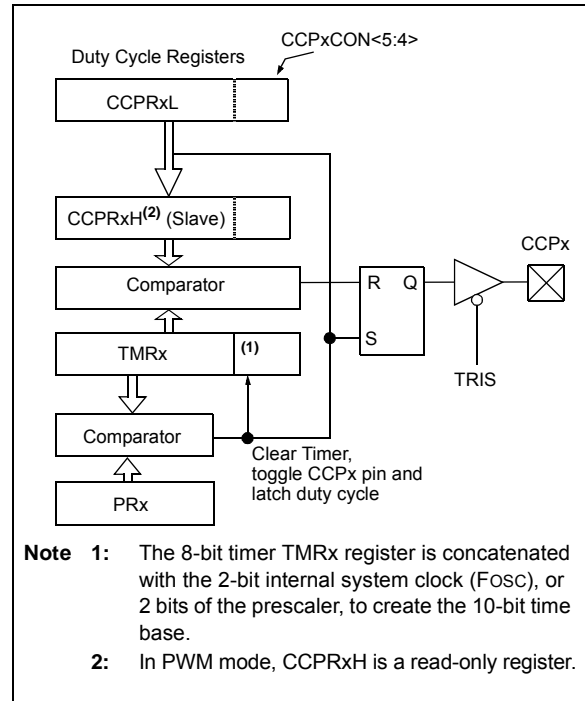 CCPxCON<5:4>
Duty Cycle Registers
CCPRxL
CCPRxH(2) (Slave)
CCPx
Comparator
R Q
S
TMRx (1)
TRIS
Comparator
Clear Timer,
toggle CCPx pin and
latch duty cycle
PRx
Note 1: The 8-bit timer TMRx register is concatenated
with the 2-bit internal system clock (FOSC), or
2 bits of the prescaler, to create the 10-bit time
base.
2: In PWM mode, CCPRxH is a read-only register.